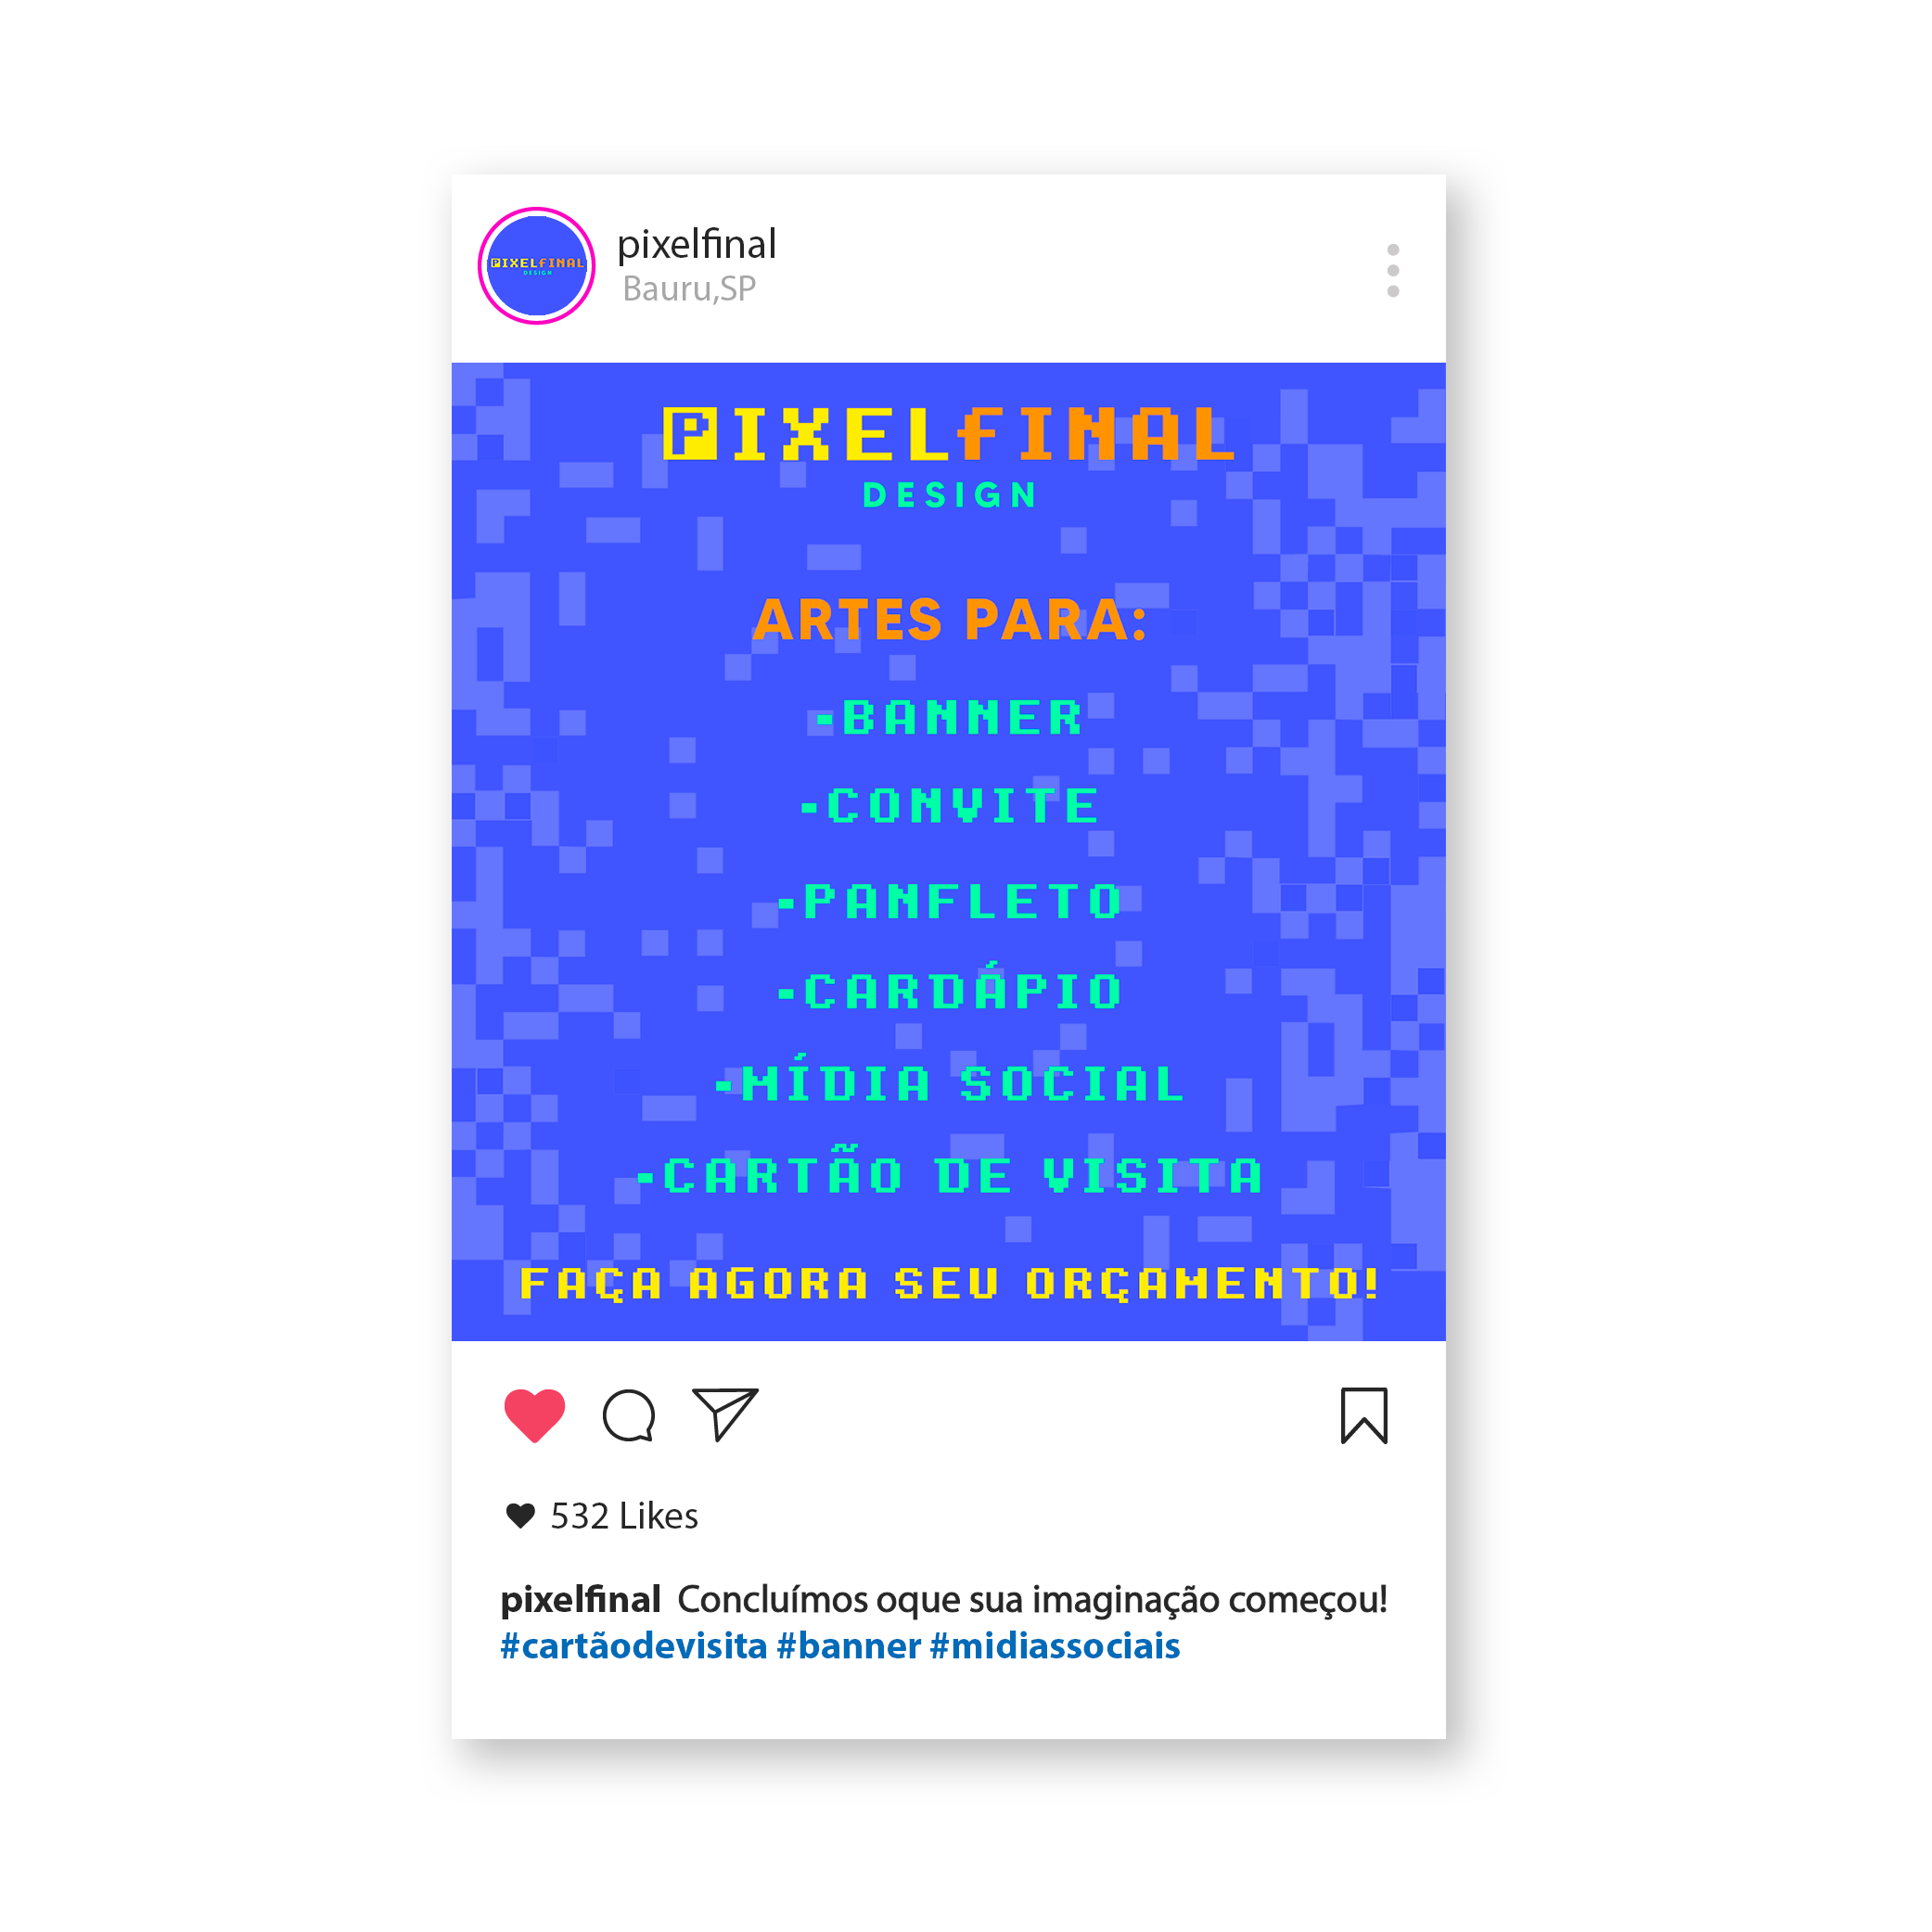 PIXELFINAL
DESIGN
pixelfinal
Bauru,SP
PIXELFINAL
DESIGN
ARTES PARA:
-BANNER
-CONVITE
-PANFLETO
-CARDÁPIO
-MÍDIA SOCIAL
-CARTÃO DE VISITA
FAÇA AGORA SEU ORÇAMENTO!
532 Likes
pixelfinal Concluímos oque sua imaginação começou!
#cartãodevisita #banner #midiassociais